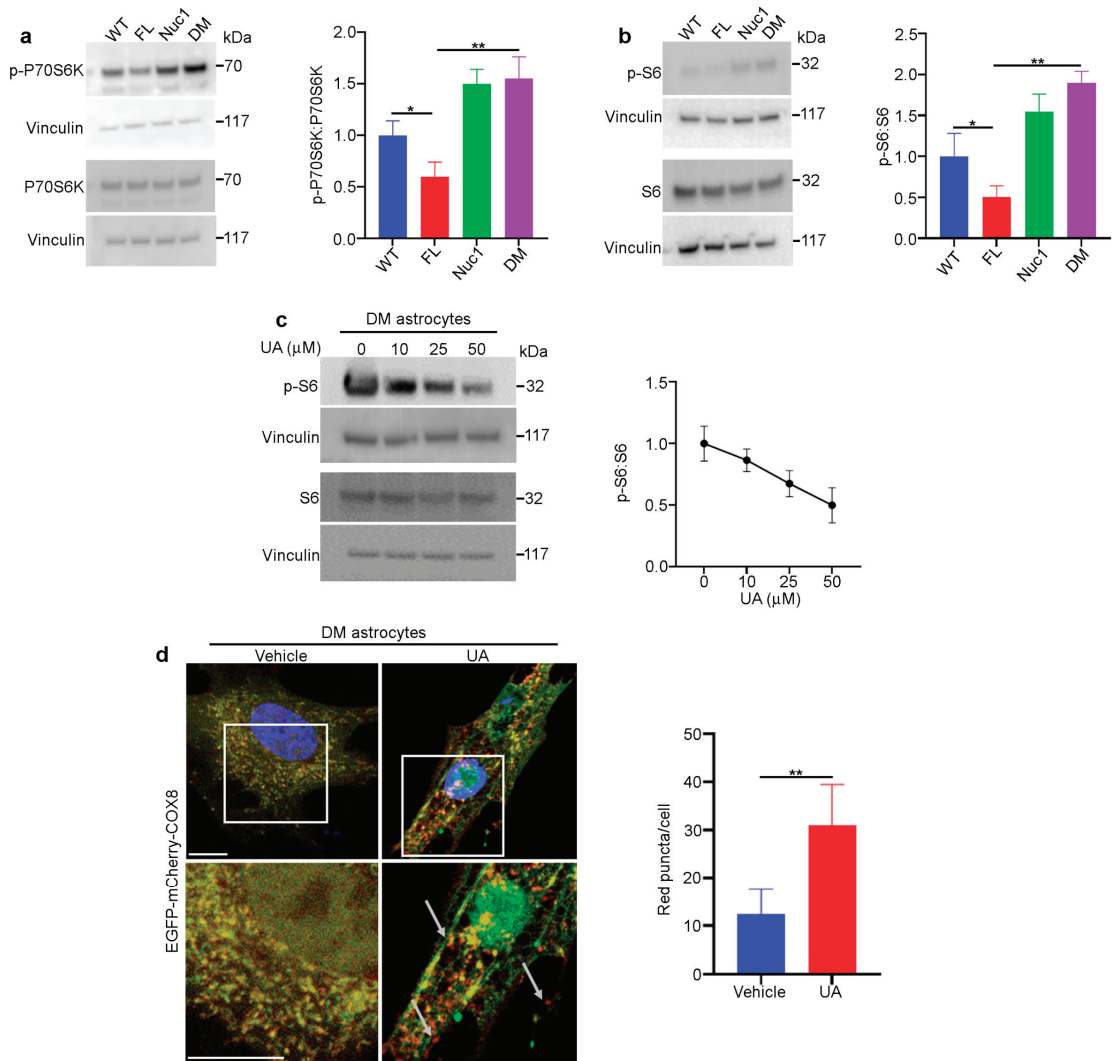 a
WT FL Nuc1 DM kDa
p-P70S6K 70
Vinculin 117
P70S6K 70
Vinculin 117
p-P70S6K:P70S6K
2.0
1.5
1.0
0.5
0.0
*
**
WT FL Nuc1 DM
b
WT FL Nuc1 DM kDa
p-S6 32
Vinculin 117
S6 32
Vinculin 117
p-S6:S6
2.5
2.0
1.5
1.0
0.5
0.0
*
**
WT FL Nuc1 DM
c
DM astrocytes
UA (μM) 0 10 25 50 kDa
p-S6 32
Vinculin 117
S6 32
Vinculin 117
p-S6:S6
1.5
1.0
0.5
0.0
0 10 25 50
UA (μM)
d
DM astrocytes
Vehicle UA
EGFP-mCherry-COX8
Red puncta/cell
50
40
30
20
10
0
**
Vehicle UA